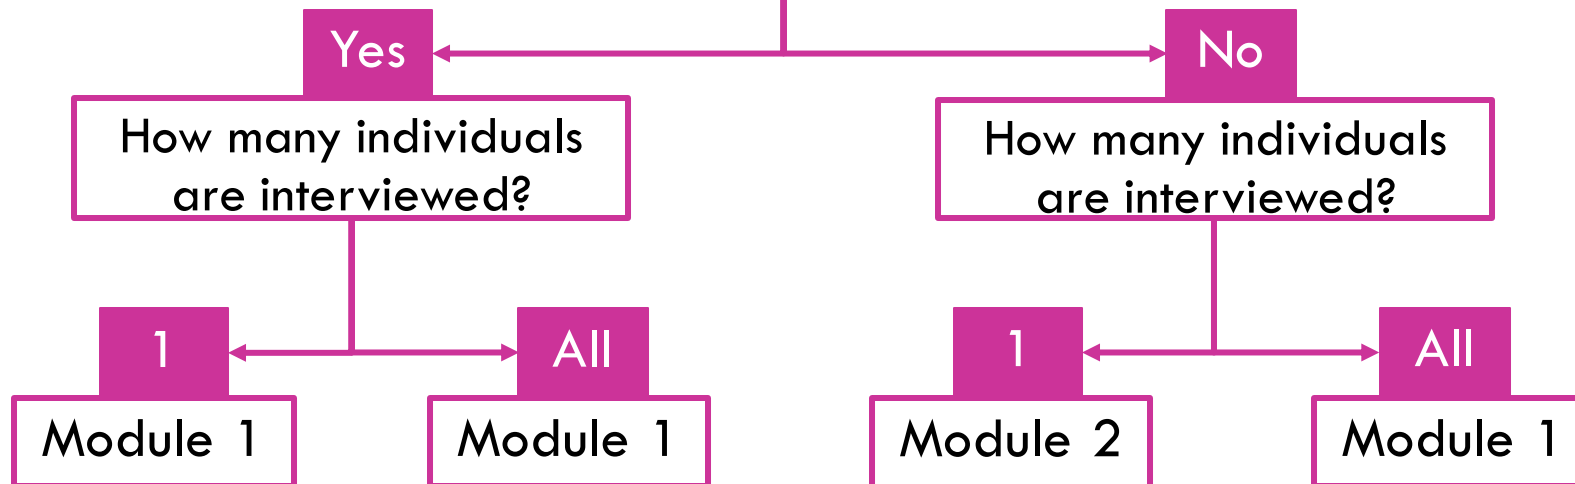 Yes
No
How many individuals
are interviewed?
How many individuals
are interviewed?
1
All
1
All
Module 1
Module 1
Module 2
Module 1